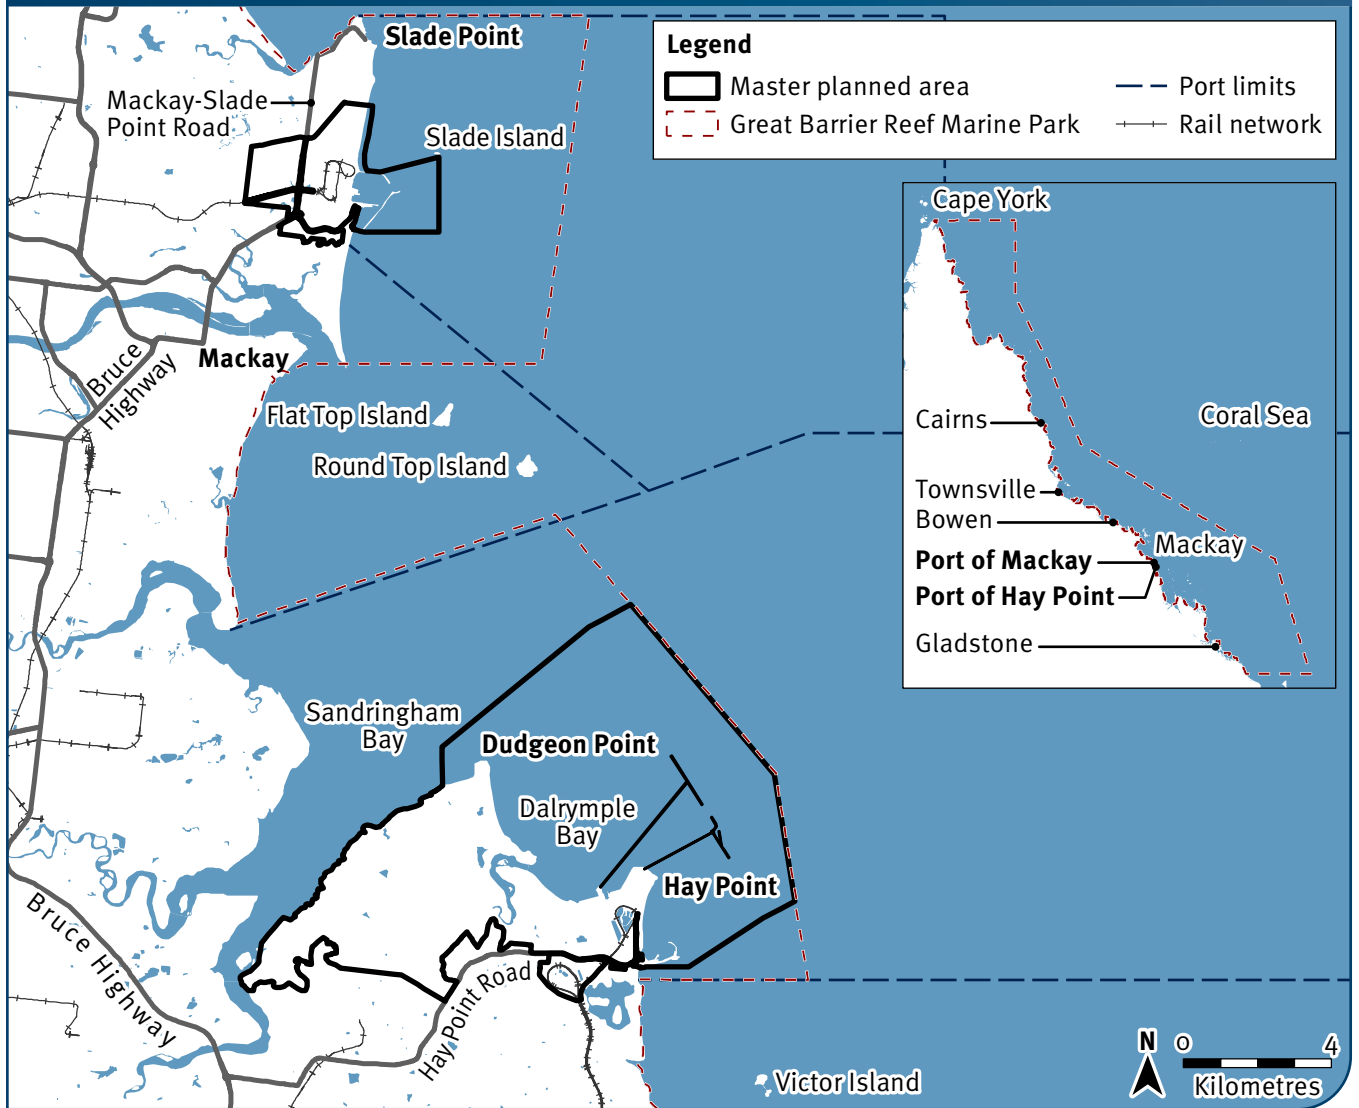 Slade Point
Legend
Master planned area
Port limits
Great Barrier Reef Marine Park
Rail network
Mackay-Slade
Point Road
Slade Island
Cape York
Mackay
Bruce
Highway
Flat Top Island
Round Top Island
Cairns
Coral Sea
Townsville
Bowen
Mackay
Port of Mackay
Port of Hay Point
Gladstone
Sandringham
Bay
Dudgeon Point
Dalrymple
Bay
Hay Point
Bruce Highway
Hay Point Road
Victor Island
N
0 4
Kilometres